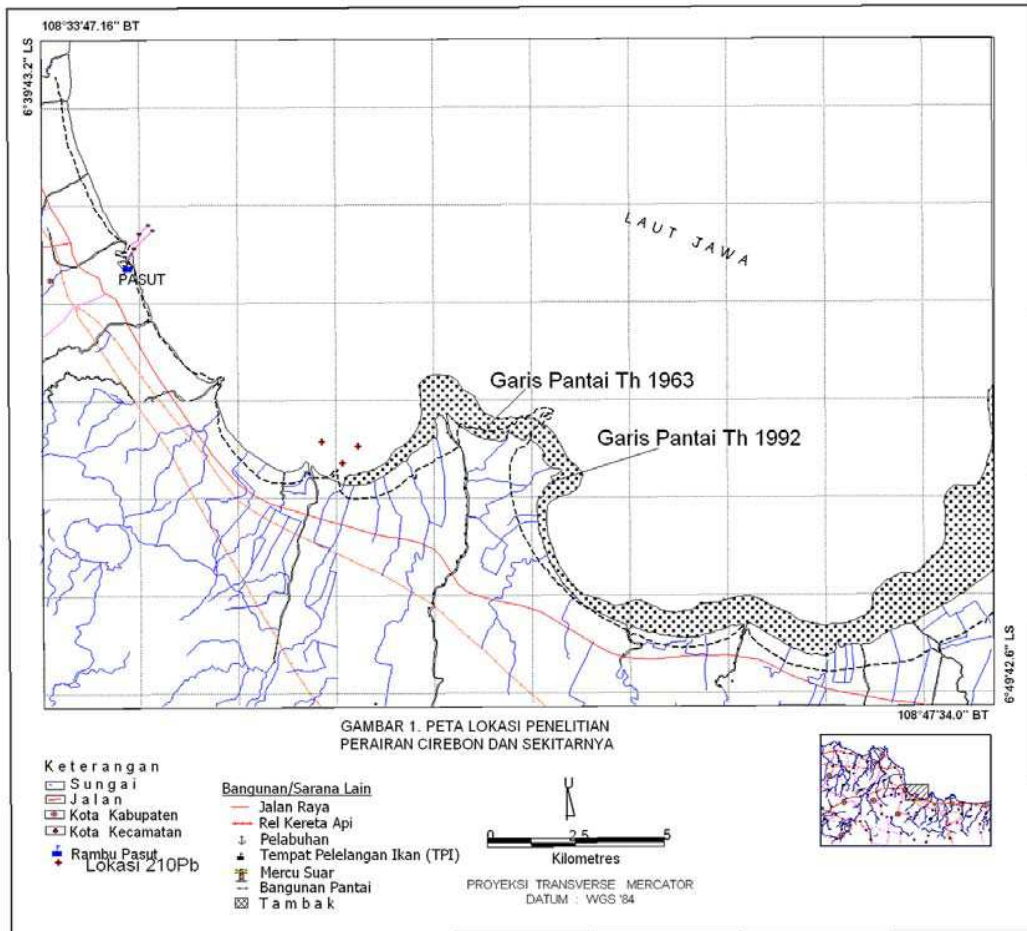 108°33'47.16" BT
6°39'43.2" LS
LAUT JAWA
PASUT
Garis Pantai Th 1963
Garis Pantai Th 1992
6°49'42.6" LS
108°47'34.0" BT
GAMBAR 1. PETA LOKASI PENELITIAN
PERAIRAN CIREBON DAN SEKITARNYA
Keterangan
Sungai
Jalan
Kota Kabupaten
Kota Kecamatan
Rambu Pasut
Lokasi 210Pb
Bangunan/Sarana Lain
Jalan Raya
Rel Kereta Api
Pelabuhan
Tempat Pelelangan Ikan (TPI)
Mercu Suar
Bangunan Pantai
Tambak
U
0 2.5 5
Kilometres
PROYEKSI TRANSVERSE MERCATOR
DATUM : WGS '84